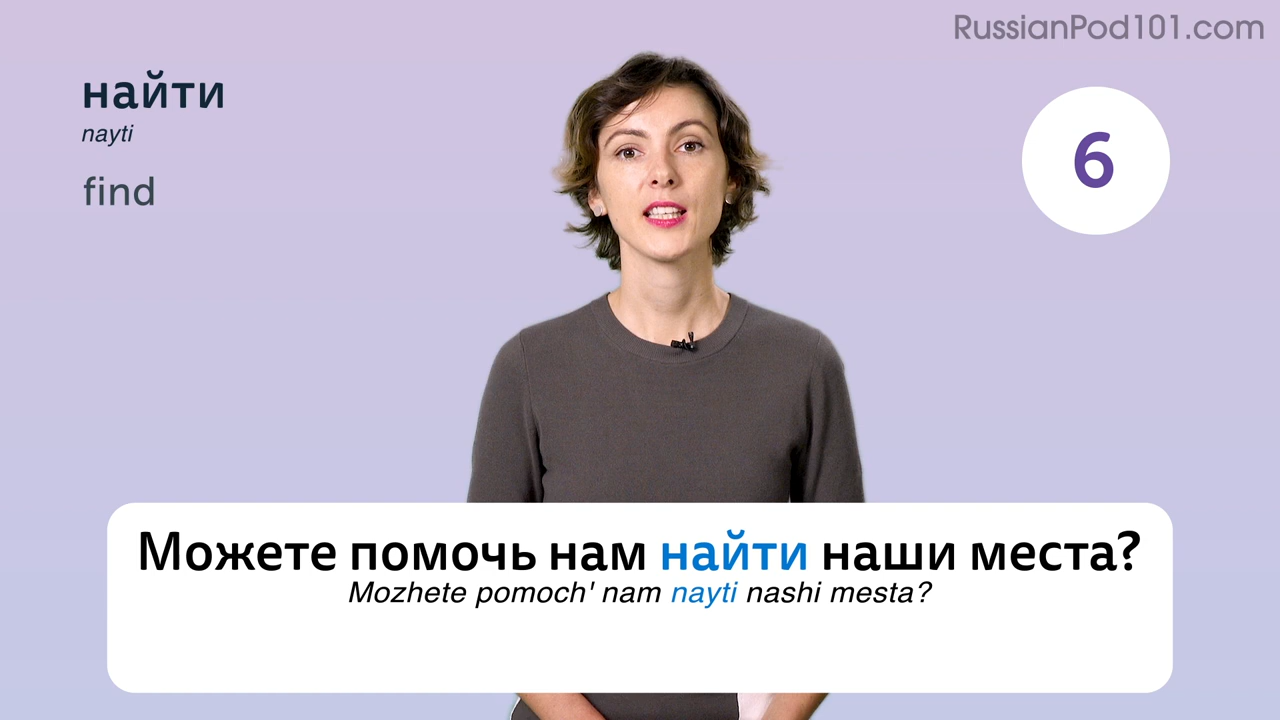 RussianPod101.com
найти
nayti
find
6
Можете помочь нам найти наши места?
Mozhete pomoch' nam nayti nashi mesta?